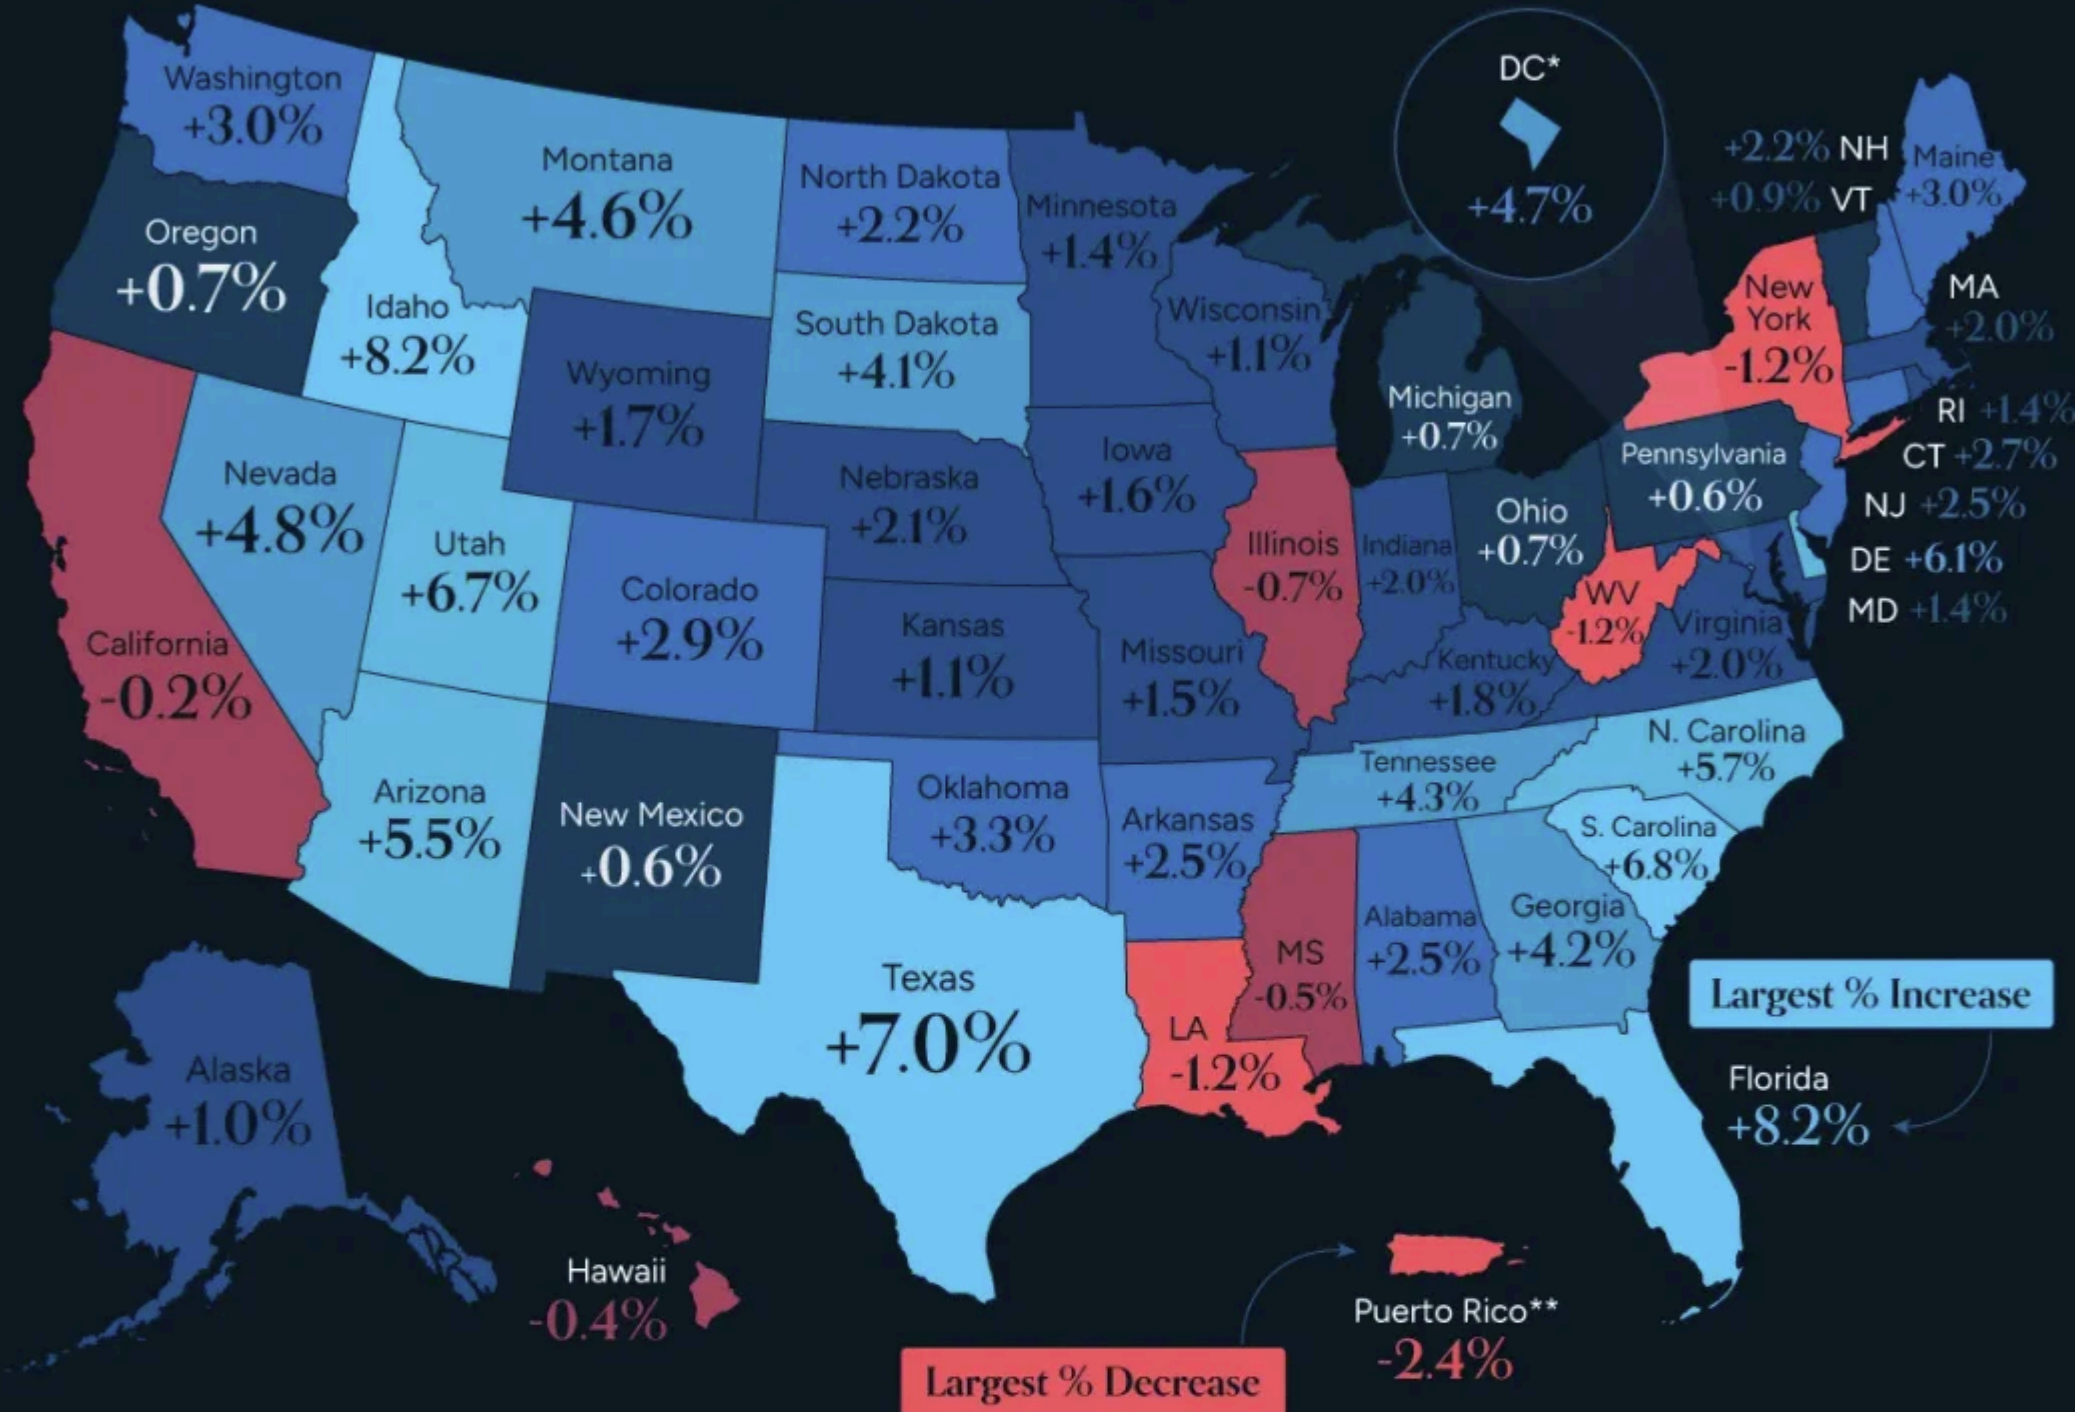 Washington
+3.0%
Oregon
+0.7%
Idaho
+8.2%
Montana
+4.6%
North Dakota
+2.2%
Minnesota
+1.4%
DC*
+4.7%
+2.2% NH
+0.9% VT
Maine
+3.0%
South Dakota
+4.1%
Wyoming
+1.7%
Wisconsin
+1.1%
Michigan
+0.7%
New
York
-1.2%
MA
+2.0%
RI +1.4%
CT +2.7%
NJ +2.5%
DE +6.1%
MD +1.4%
Nevada
+4.8%
Utah
+6.7%
Colorado
+2.9%
Nebraska
+2.1%
Iowa
+1.6%
Illinois
-0.7%
Indiana
+2.0%
Ohio
+0.7%
Pennsylvania
+0.6%
WV
-1.2%
Virginia
+2.0%
California
-0.2%
Kansas
+1.1%
Missouri
+1.5%
Kentucky
+1.8%
Arizona
+5.5%
New Mexico
+0.6%
Oklahoma
+3.3%
Arkansas
+2.5%
Tennessee
+4.3%
N. Carolina
+5.7%
S. Carolina
+6.8%
Texas
+7.0%
LA
-1.2%
MS
-0.5%
Alabama
+2.5%
Georgia
+4.2%
Largest % Increase
Florida
+8.2%
Alaska
+1.0%
Hawaii
-0.4%
Puerto Rico**
-2.4%
Largest % Decrease